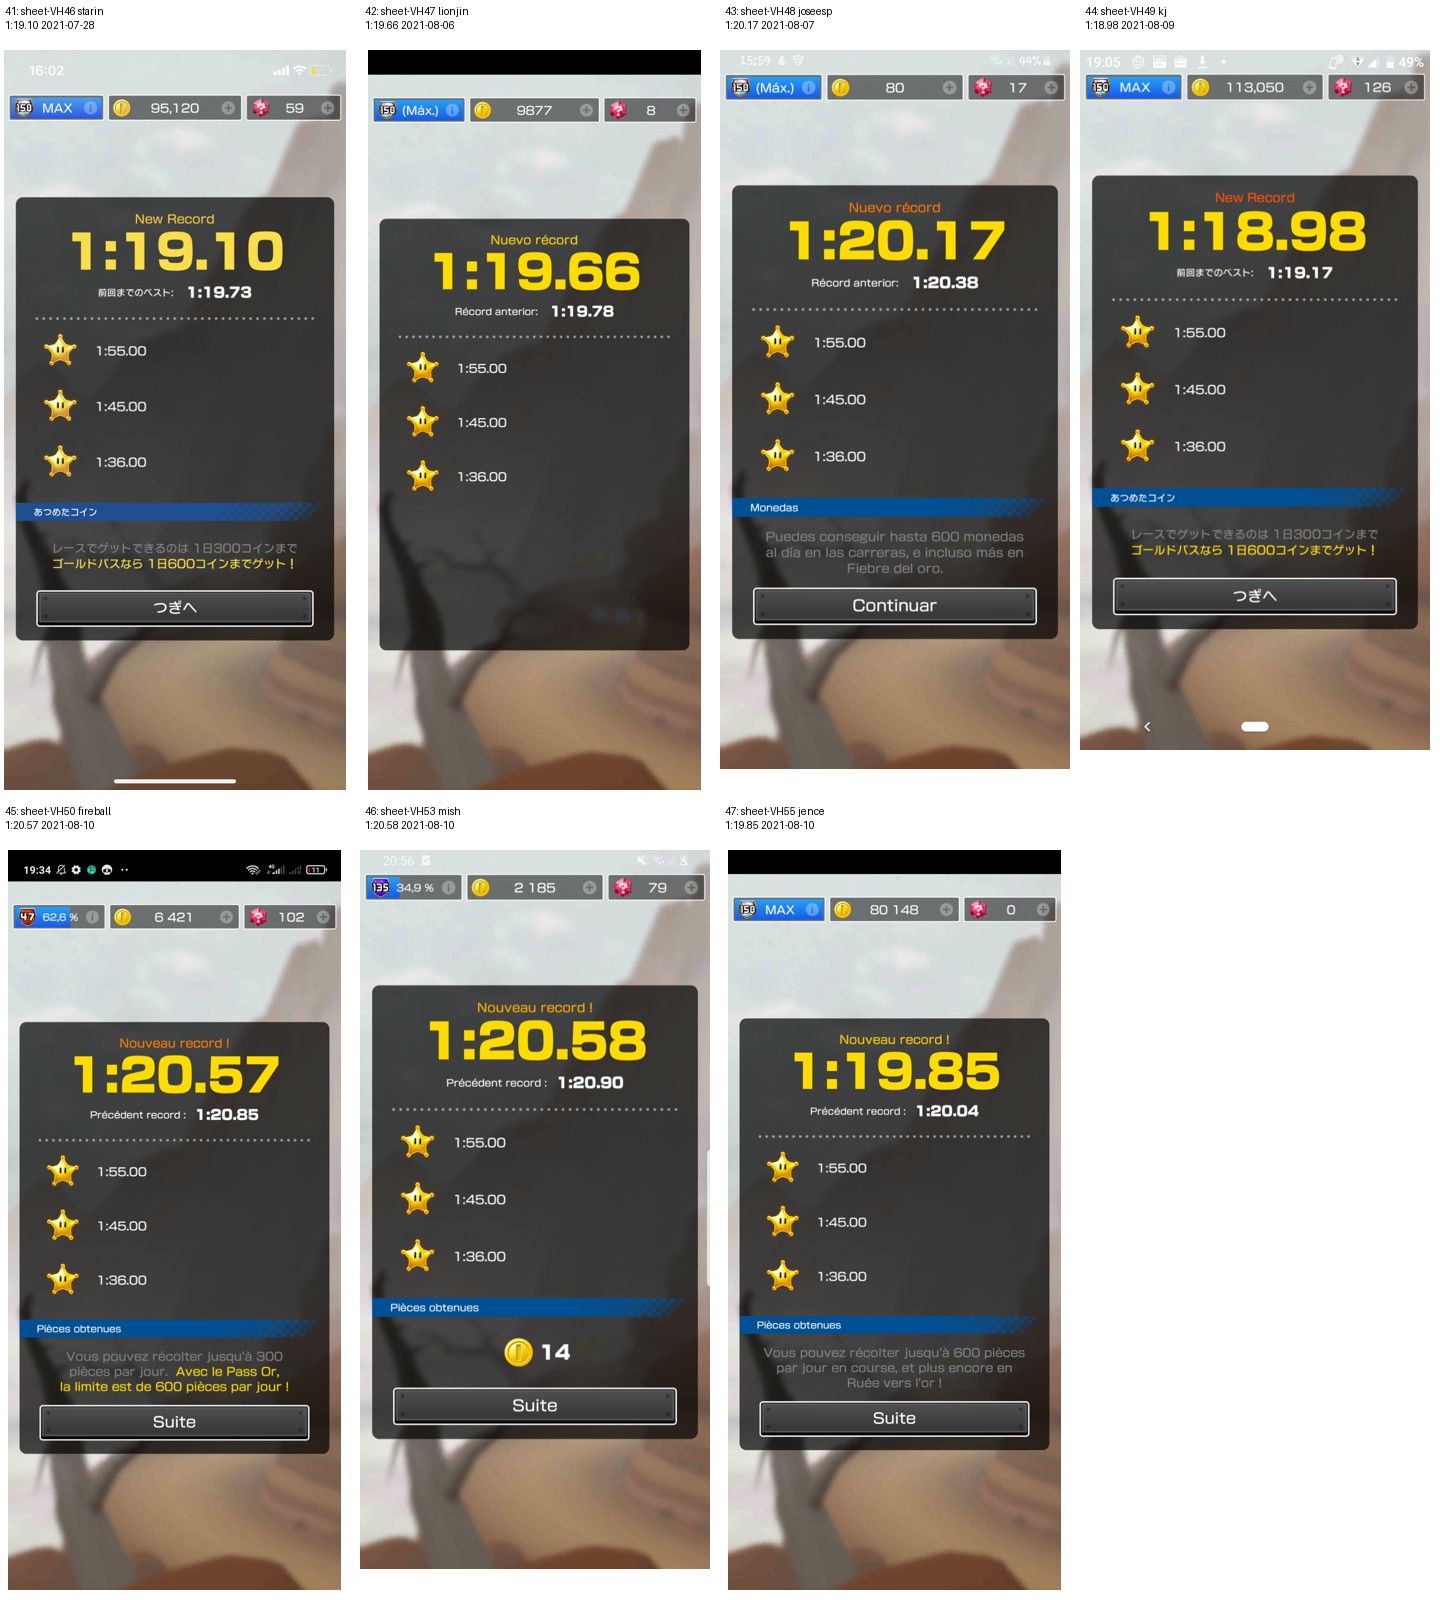 41: sheet-VH46 starin
1:19.10 2021-07-28
16:02
150 MAX 95,120 59
New Record
1:19.10
前回までのベスト: 1:19.73
1:55.00
1:45.00
1:36.00
あつめたコイン
レースでゲットできるのは 1日300コインまで
ゴールドパスなら 1日600コインまでゲット！
つぎへ
42: sheet-VH47 lionjin
1:19.66 2021-08-06
150 (Máx.) 9877 8
Nuevo récord
1:19.66
Récord anterior: 1:19.78
1:55.00
1:45.00
1:36.00
43: sheet-VH48 joseesp
1:20.17 2021-08-07
15:59 44%
150 (Máx.) 80 17
Nuevo récord
1:20.17
Récord anterior: 1:20.38
1:55.00
1:45.00
1:36.00
Monedas
Puedes conseguir hasta 600 monedas
al día en las carreras, e incluso más en
Fiebre del oro.
Continuar
44: sheet-VH49 kj
1:18.98 2021-08-09
19:05 49%
150 MAX 113,050 126
New Record
1:18.98
前回までのベスト: 1:19.17
1:55.00
1:45.00
1:36.00
あつめたコイン
レースでゲットできるのは 1日300コインまで
ゴールドパスなら 1日600コインまでゲット！
つぎへ
45: sheet-VH50 fireball
1:20.57 2021-08-10
19:34 4G 11
47 62,6 % 6 421 102
Nouveau record !
1:20.57
Précédent record : 1:20.85
1:55.00
1:45.00
1:36.00
Pièces obtenues
Vous pouvez récolter jusqu'à 300
pièces par jour. Avec le Pass Or,
la limite est de 600 pièces par jour !
Suite
46: sheet-VH53 mish
1:20.58 2021-08-10
20:56
135 34,9 % 2 185 79
Nouveau record !
1:20.58
Précédent record : 1:20.90
1:55.00
1:45.00
1:36.00
Pièces obtenues
14
Suite
47: sheet-VH55 jence
1:19.85 2021-08-10
150 MAX 80 148 0
Nouveau record !
1:19.85
Précédent record : 1:20.04
1:55.00
1:45.00
1:36.00
Pièces obtenues
Vous pouvez récolter jusqu'à 600 pièces
par jour en course, et plus encore en
Ruée vers l'or !
Suite